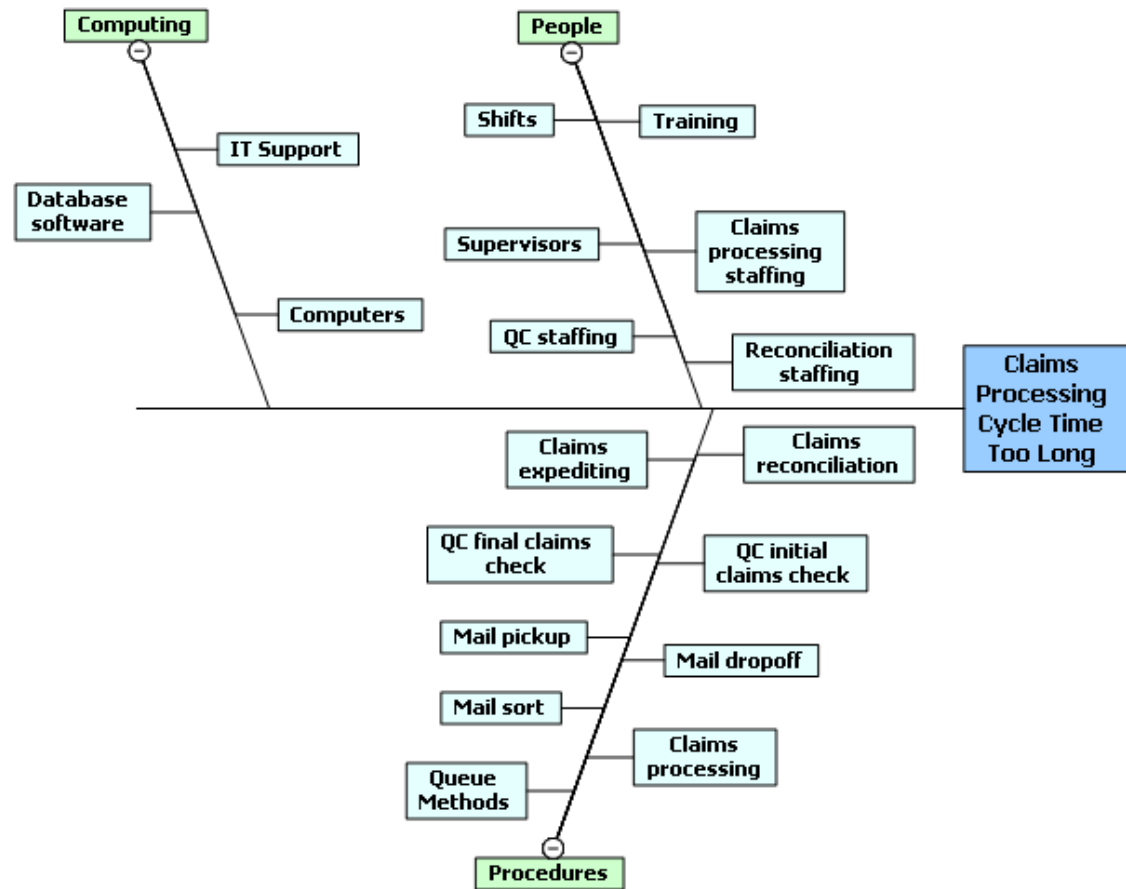 Computing
People
Shifts
Training
IT Support
Database
software
Supervisors
Claims
processing
staffing
Computers
QC staffing
Reconciliation
staffing
Claims
Processing
Cycle Time
Too Long
Claims
expediting
Claims
reconciliation
QC final claims
check
QC initial
claims check
Mail pickup
Mail dropoff
Mail sort
Claims
processing
Queue
Methods
Procedures